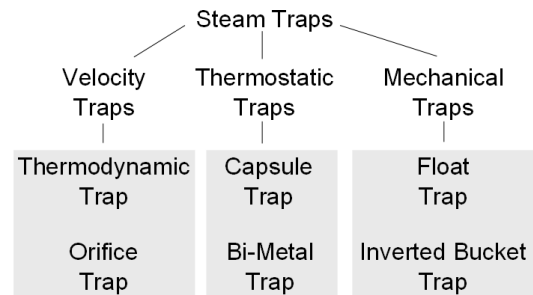 Steam Traps
Velocity Traps
Thermostatic Traps
Mechanical Traps
Thermodynamic Trap
Orifice Trap
Capsule Trap
Bi-Metal Trap
Float Trap
Inverted Bucket Trap